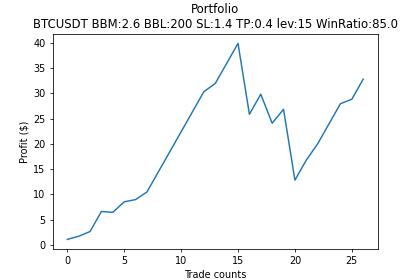 Portfolio
BTCUSDT BBM:2.6 BBL:200 SL:1.4 TP:0.4 lev:15 WinRatio:85.0
40
35
30
25
20
15
10
5
0
Profit ($)
0 5 10 15 20 25
Trade counts